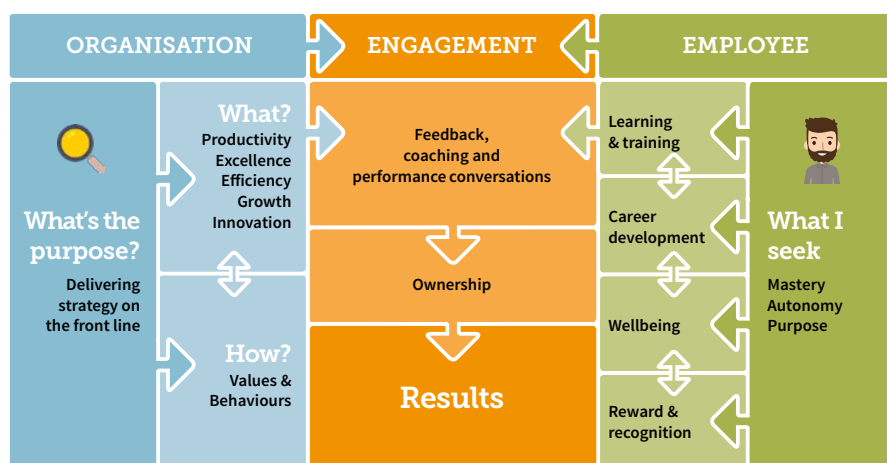 ORGANISATION
ENGAGEMENT
EMPLOYEE
What's the
purpose?
Delivering
strategy on
the front line
What?
Productivity
Excellence
Efficiency
Growth
Innovation
How?
Values &
Behaviours
Feedback,
coaching and
performance conversations
Ownership
Results
Learning
& training
Career
development
Wellbeing
Reward &
recognition
What I
seek
Mastery
Autonomy
Purpose